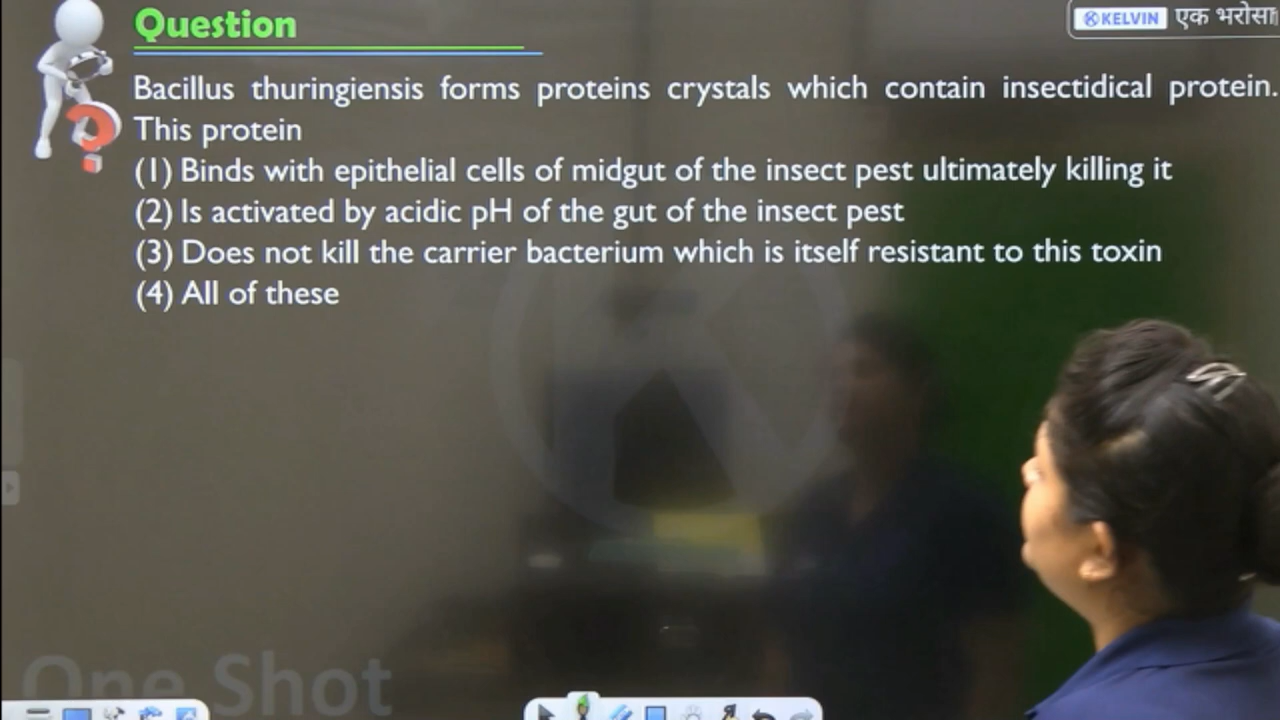 Question
KELVIN एक भरोसा
Bacillus thuringiensis forms proteins crystals which contain insectidical protein.
This protein
(1) Binds with epithelial cells of midgut of the insect pest ultimately killing it
(2) Is activated by acidic pH of the gut of the insect pest
(3) Does not kill the carrier bacterium which is itself resistant to this toxin
(4) All of these
One Shot